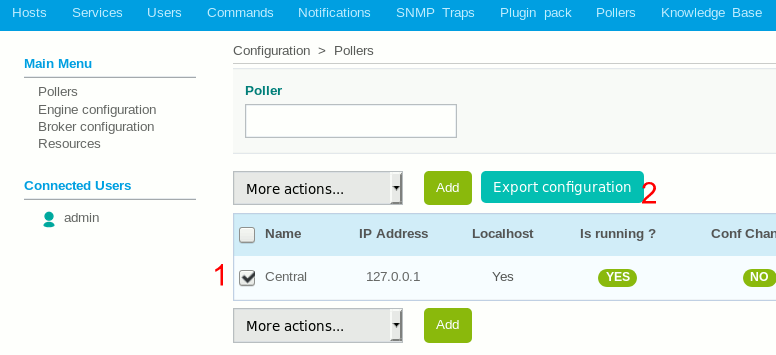 Hosts Services Users Commands Notifications SNMP Traps Plugin pack Pollers Knowledge Base
Configuration > Pollers
Main Menu
Pollers
Engine configuration
Broker configuration
Resources
Connected Users
admin
Poller
More actions... Add Export configuration 2
Name IP Address Localhost Is running ? Conf Chan
1 Central 127.0.0.1 Yes YES NO
More actions... Add